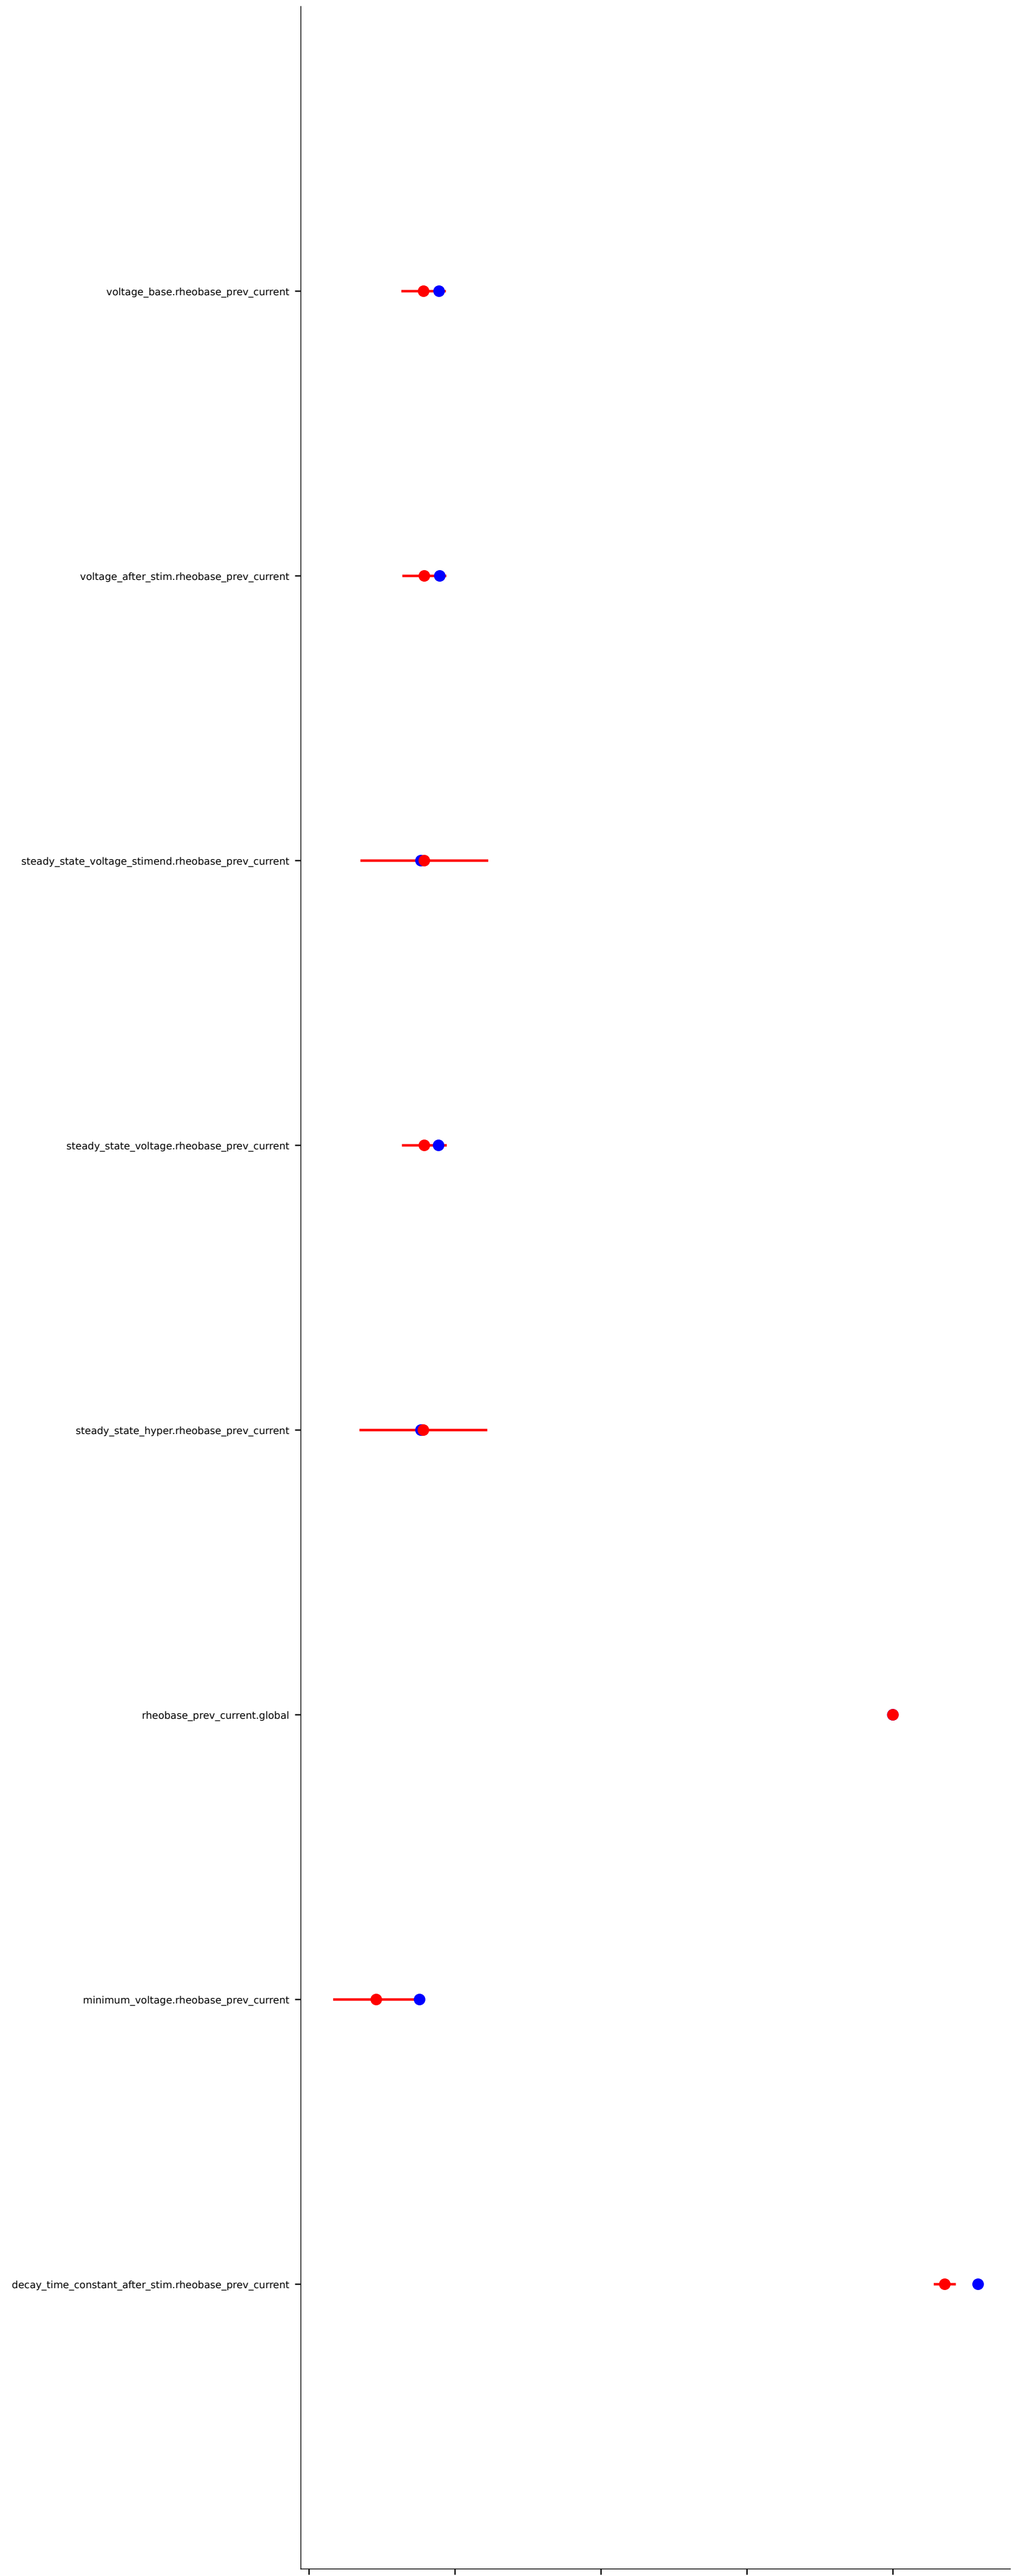 voltage_base.rheobase_prev_current
voltage_after_stim.rheobase_prev_current
steady_state_voltage_stimend.rheobase_prev_current
steady_state_voltage.rheobase_prev_current
steady_state_hyper.rheobase_prev_current
rheobase_prev_current.global
minimum_voltage.rheobase_prev_current
decay_time_constant_after_stim.rheobase_prev_current